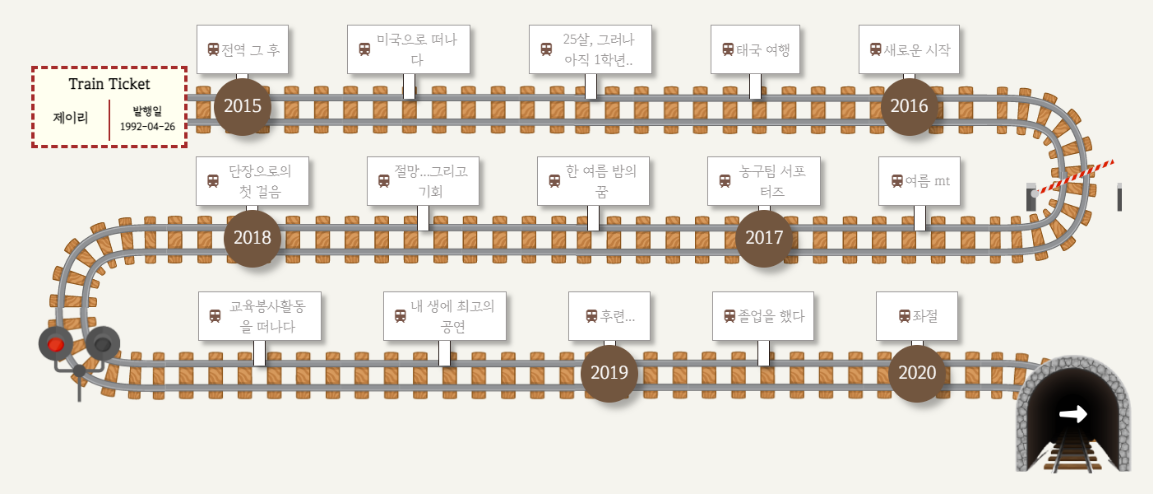 Train Ticket
제이리
발행일
1992-04-26
전역 그 후
2015
미국으로 떠나
다
25살, 그러나
아직 1학년..
태국 여행
새로운 시작
2016
여름 mt
농구팀 서포
터즈
2017
한 여름 밤의
꿈
절망...그리고
기회
단장으로의
첫 걸음
2018
교육봉사활동
을 떠나다
내 생에 최고의
공연
후련...
2019
졸업을 했다
좌절
2020